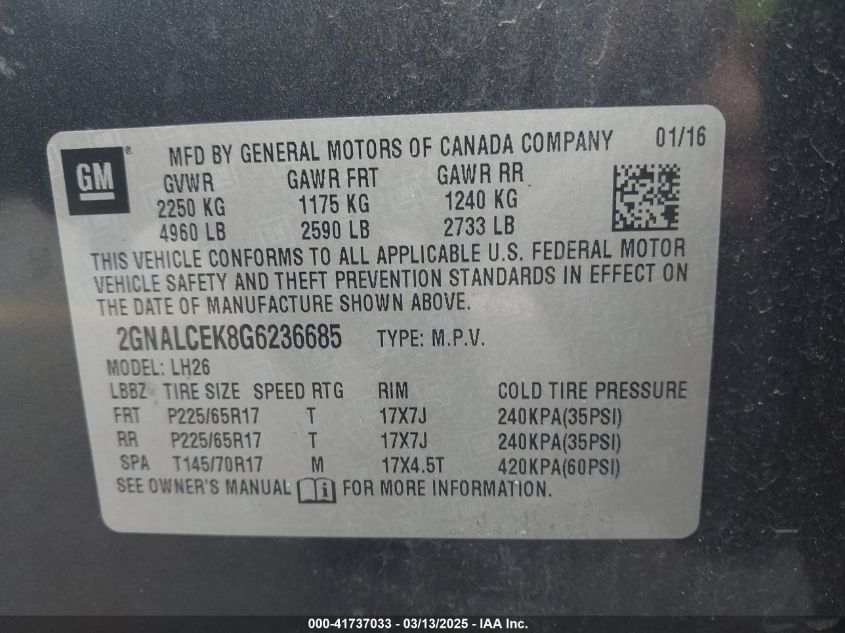 GM ® MFD BY GENERAL MOTORS OF CANADA COMPANY 01/16
GVWR GAWR FRT GAWR RR
2250 KG 1175 KG 1240 KG
4960 LB 2590 LB 2733 LB
THIS VEHICLE CONFORMS TO ALL APPLICABLE U.S. FEDERAL MOTOR
VEHICLE SAFETY AND THEFT PREVENTION STANDARDS IN EFFECT ON
THE DATE OF MANUFACTURE SHOWN ABOVE.
2GNALCEK8G6236685 TYPE: M.P.V.
MODEL: LH26
LBBZ TIRE SIZE SPEED RTG RIM COLD TIRE PRESSURE
FRT P225/65R17 T 17X7J 240KPA(35PSI)
RR P225/65R17 T 17X7J 240KPA(35PSI)
SPA T145/70R17 M 17X4.5T 420KPA(60PSI)
SEE OWNER'S MANUAL FOR MORE INFORMATION.
000-41737033 — 03/13/2025 — IAA Inc.